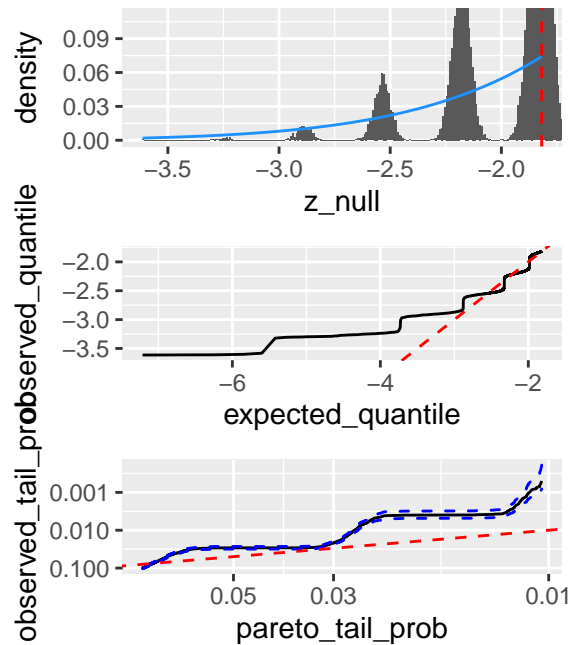 density
0.09
0.06
0.03
0.00
−3.5 −3.0 −2.5 −2.0
z_null
observed_quantile
−2.0
−2.5
−3.0
−3.5
−6 −4 −2
expected_quantile
observed_tail_prob
0.001
0.010
0.100
0.05 0.03 0.01
pareto_tail_prob